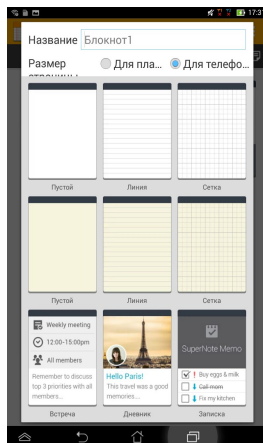 17:31
Название Блокнот1
Размер Для пла... Для телефо...
страницы
Пустой Линия Сетка
Пустой Линия Сетка
Weekly meeting
12:00-15:00pm
All members
Remember to discuss
top 3 priorities with all
members...
Hello Paris!
This travel was a good
memories...
SuperNote Memo
Buy eggs & milk
Call mom
Fix my kitchen
Встреча Дневник Записка